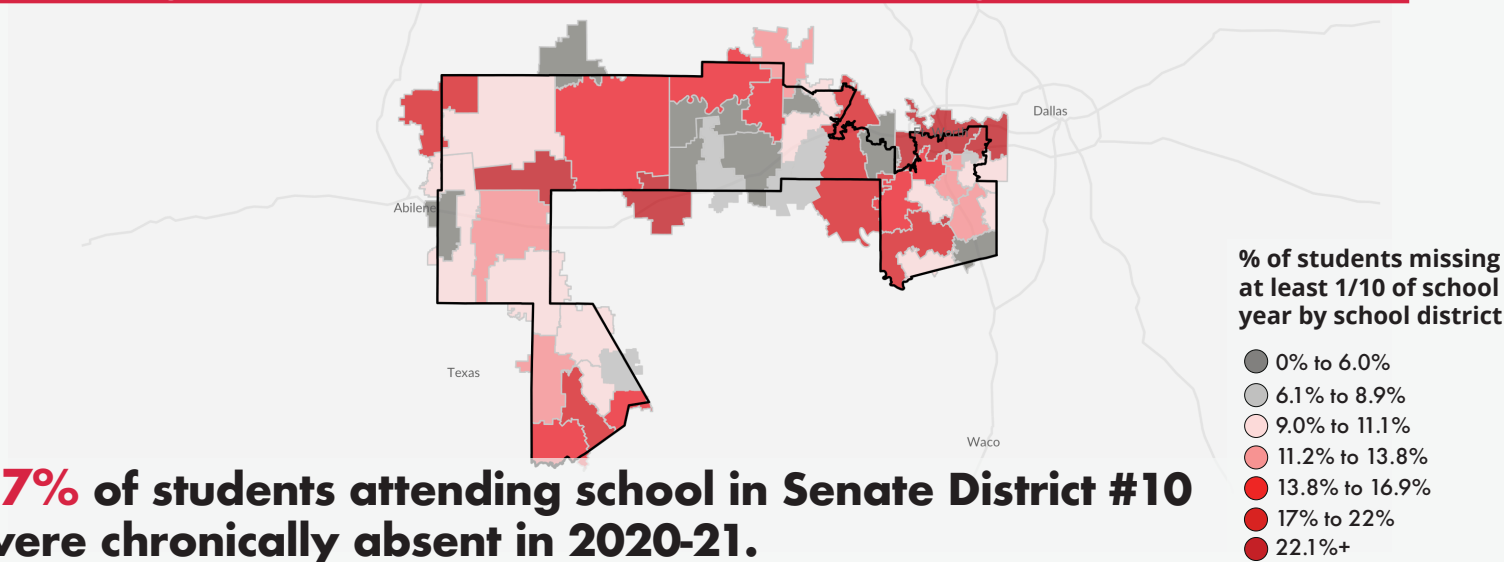 Dallas
Abilene
% of students missing
at least 1/10 of school
year by school district
0% to 6.0%
6.1% to 8.9%
9.0% to 11.1%
11.2% to 13.8%
13.8% to 16.9%
17% to 22%
22.1%+
Texas
Waco
7% of students attending school in Senate District #10
were chronically absent in 2020-21.